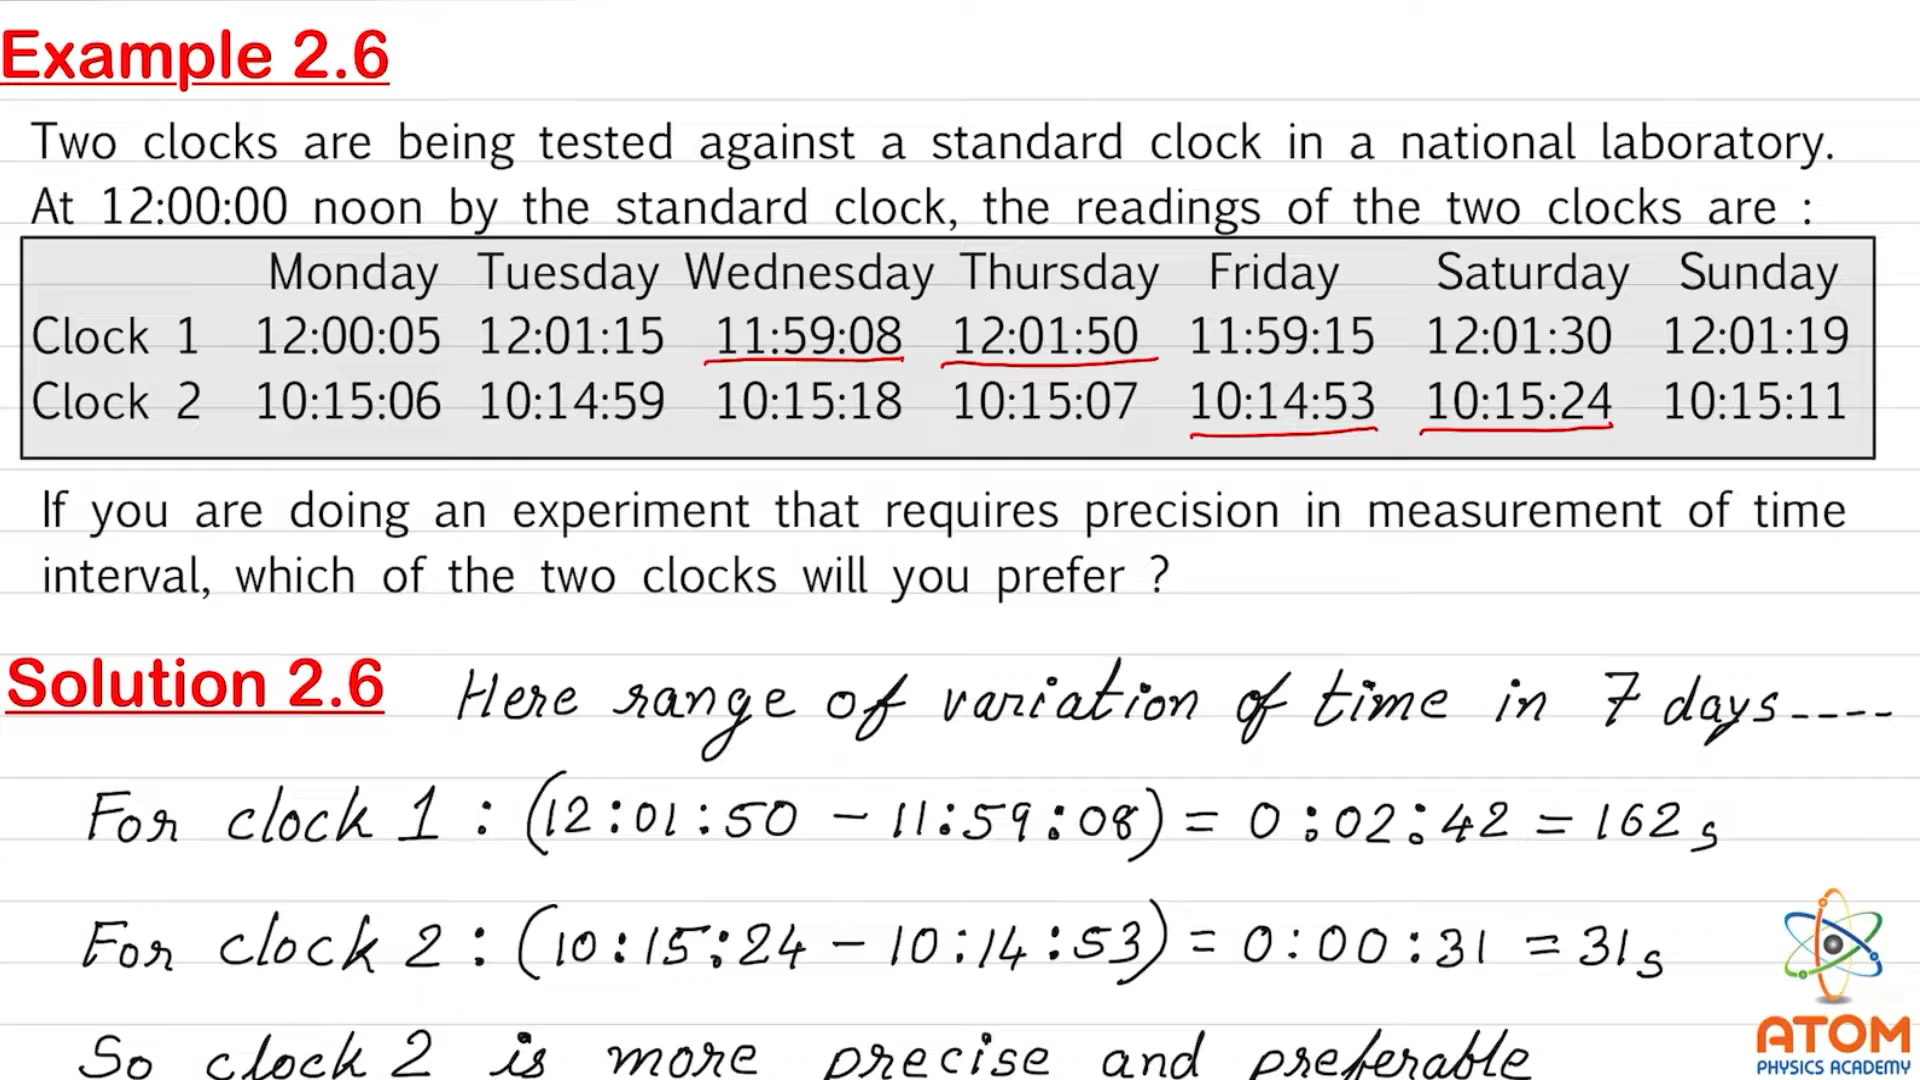 Example 2.6
Two clocks are being tested against a standard clock in a national laboratory.
At 12:00:00 noon by the standard clock, the readings of the two clocks are :
Monday Tuesday Wednesday Thursday Friday Saturday Sunday
Clock 1 12:00:05 12:01:15 11:59:08 12:01:50 11:59:15 12:01:30 12:01:19
Clock 2 10:15:06 10:14:59 10:15:18 10:15:07 10:14:53 10:15:24 10:15:11
If you are doing an experiment that requires precision in measurement of time
interval, which of the two clocks will you prefer ?
Solution 2.6 Here range of variation of time in 7 days----
For clock 1 : (12:01:50 - 11:59:08) = 0:02:42 = 162 s
For clock 2 : (10:15:24 - 10:14:53) = 0:00:31 = 31 s
So clock 2 is more precise and preferable
ATOM
PHYSICS ACADEMY